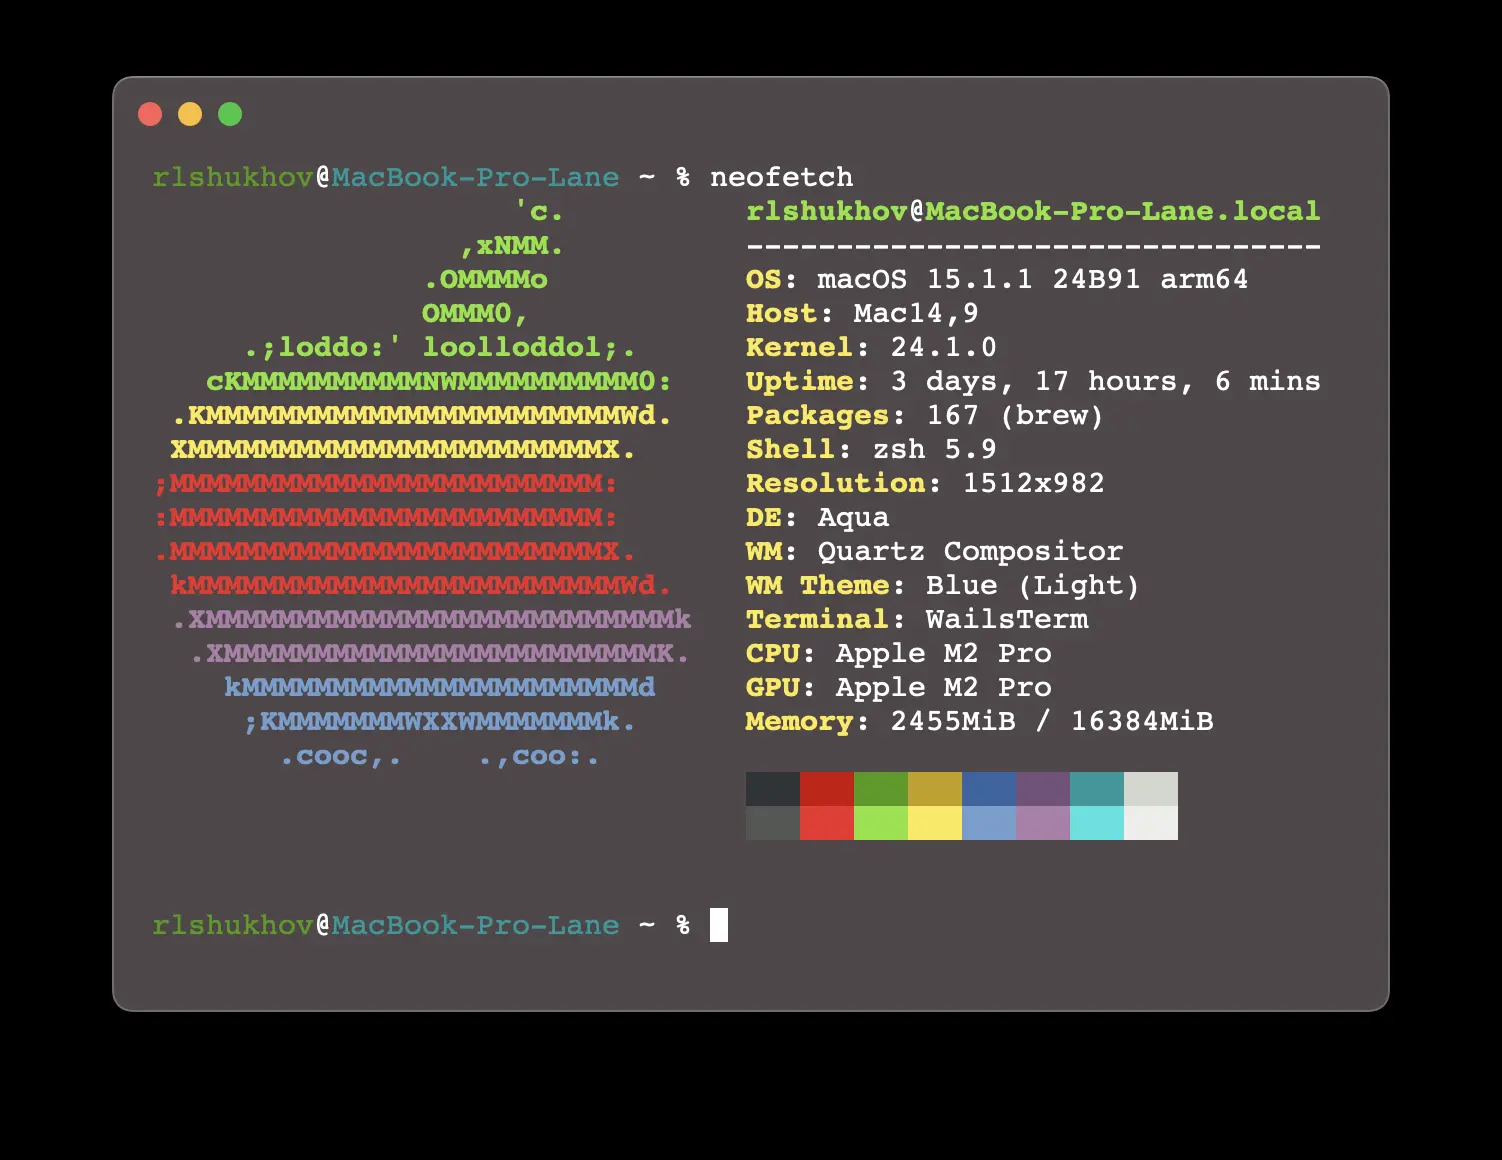 rlshukhov@MacBook-Pro-Lane ~ % neofetch
                    'c.          rlshukhov@MacBook-Pro-Lane.local
                 ,xNMM.          --------------------------------
               .OMMMMo           OS: macOS 15.1.1 24B91 arm64
               OMMM0,            Host: Mac14,9
     .;loddo:' loolloddol;.      Kernel: 24.1.0
   cKMMMMMMMMMMNWMMMMMMMMMM0:    Uptime: 3 days, 17 hours, 6 mins
 .KMMMMMMMMMMMMMMMMMMMMMMMWd.    Packages: 167 (brew)
 XMMMMMMMMMMMMMMMMMMMMMMMX.      Shell: zsh 5.9
;MMMMMMMMMMMMMMMMMMMMMMMM:       Resolution: 1512x982
:MMMMMMMMMMMMMMMMMMMMMMMM:       DE: Aqua
.MMMMMMMMMMMMMMMMMMMMMMMMX.      WM: Quartz Compositor
 kMMMMMMMMMMMMMMMMMMMMMMMMWd.    WM Theme: Blue (Light)
 .XMMMMMMMMMMMMMMMMMMMMMMMMMMk   Terminal: WailsTerm
  .XMMMMMMMMMMMMMMMMMMMMMMMMK.   CPU: Apple M2 Pro
    kMMMMMMMMMMMMMMMMMMMMMMd     GPU: Apple M2 Pro
     ;KMMMMMMMWXXWMMMMMMMk.      Memory: 2455MiB / 16384MiB
       .cooc,.    .,coo:.
rlshukhov@MacBook-Pro-Lane ~ %